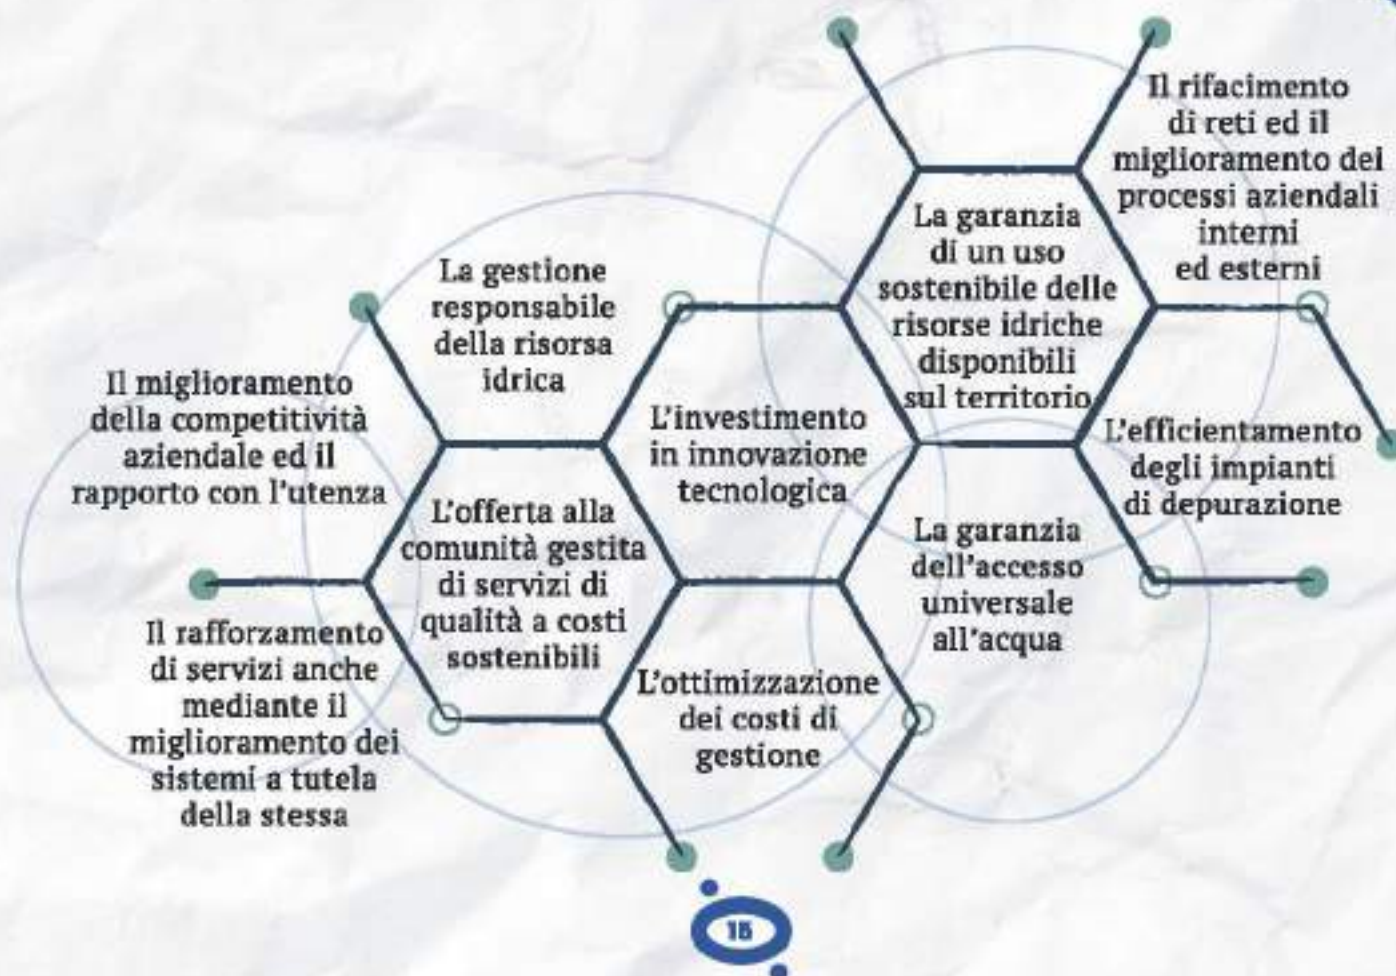 Il rifacimento
di reti ed il
miglioramento dei
processi aziendali
interni
ed esterni
La garanzia
di un uso
sostenibile delle
risorse idriche
disponibili
sul territorio
La gestione
responsabile
della risorsa
idrica
Il miglioramento
della competitività
aziendale ed il
rapporto con l'utenza
L'investimento
in innovazione
tecnologica
L'efficientamento
degli impianti
di depurazione
L'offerta alla
comunità gestita
di servizi di
qualità a costi
sostenibili
La garanzia
dell'accesso
universale
all'acqua
Il rafforzamento
di servizi anche
mediante il
miglioramento dei
sistemi a tutela
della stessa
L'ottimizzazione
dei costi di
gestione
15